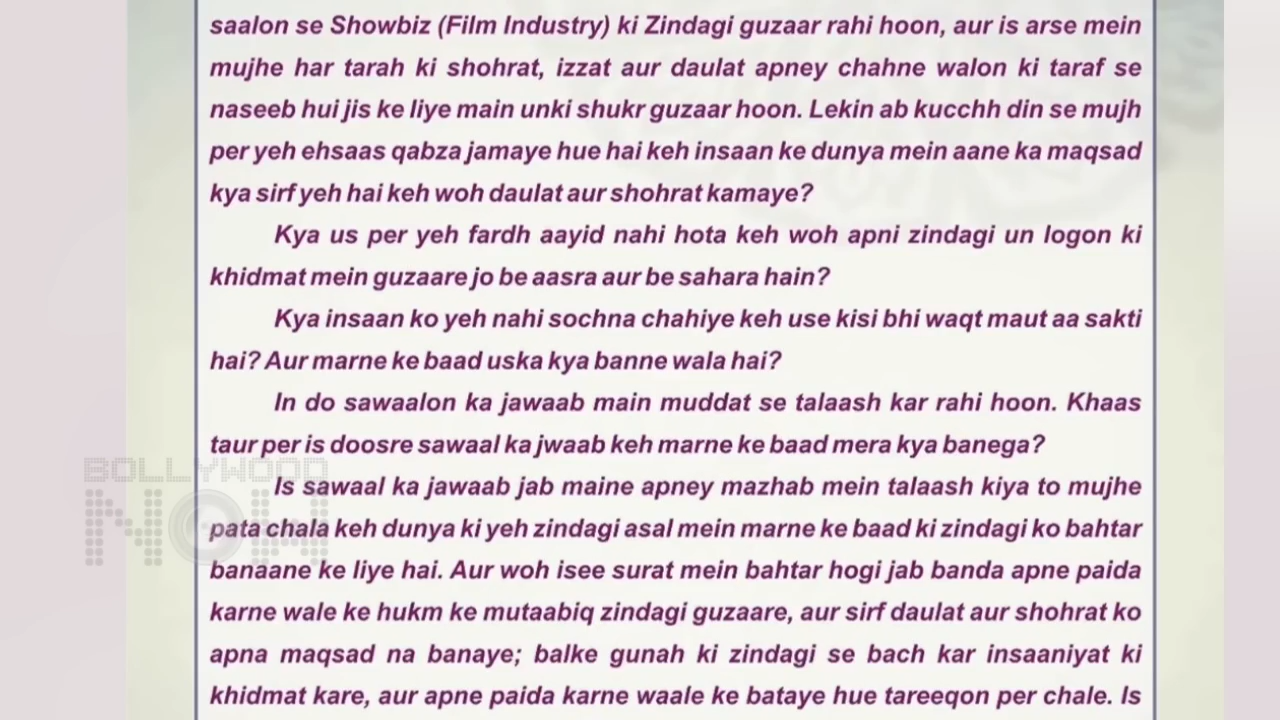 saalon se Showbiz (Film Industry) ki Zindagi guzaar rahi hoon, aur is arse mein
mujhe har tarah ki shohrat, izzat aur daulat apney chahne walon ki taraf se
naseeb hui jis ke liye main unki shukr guzaar hoon. Lekin ab kucchh din se mujh
per yeh ehsaas qabza jamaye hue hai keh insaan ke dunya mein aane ka maqsad
kya sirf yeh hai keh woh daulat aur shohrat kamaye?
Kya us per yeh fardh aayid nahi hota keh woh apni zindagi un logon ki
khidmat mein guzaare jo be aasra aur be sahara hain?
Kya insaan ko yeh nahi sochna chahiye keh use kisi bhi waqt maut aa sakti
hai? Aur marne ke baad uska kya banne wala hai?
In do sawaalon ka jawaab main muddat se talaash kar rahi hoon. Khaas
taur per is doosre sawaal ka jwaab keh marne ke baad mera kya banega?
Is sawaal ka jawaab jab maine apney mazhab mein talaash kiya to mujhe
pata chala keh dunya ki yeh zindagi asal mein marne ke baad ki zindagi ko bahtar
banaane ke liye hai. Aur woh isee surat mein bahtar hogi jab banda apne paida
karne wale ke hukm ke mutaabiq zindagi guzaare, aur sirf daulat aur shohrat ko
apna maqsad na banaye; balke gunah ki zindagi se bach kar insaaniyat ki
khidmat kare, aur apne paida karne waale ke bataye hue tareeqon per chale. Is
BOLLYWOOD
NOW